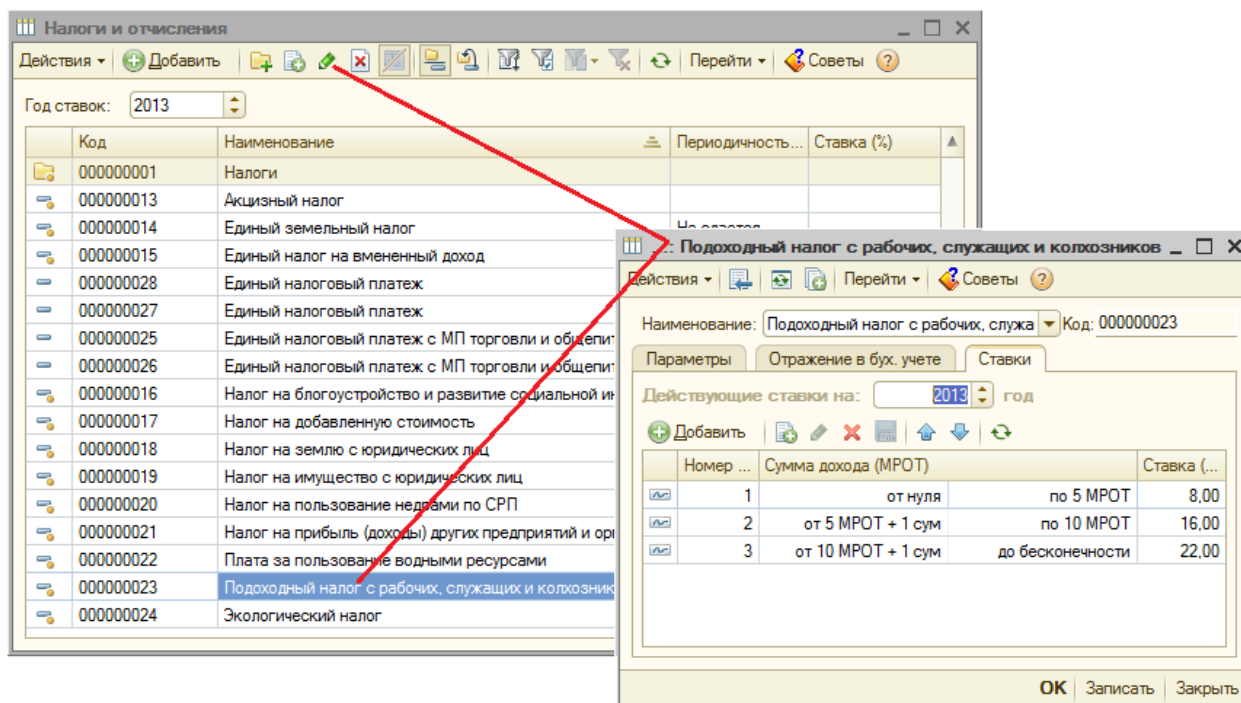 Налоги и отчисления
Действия Добавить Перейти Советы ?
Год ставок: 2013
Код Наименование Периодичность... Ставка (%)
000000001 Налоги
000000013 Акцизный налог
000000014 Единый земельный налог
000000015 Единый налог на вмененный доход
000000028 Единый налоговый платеж
000000027 Единый налоговый платеж
000000025 Единый налоговый платеж с МП торговли и
000000026 Единый налоговый платеж с МП торговли и
000000016 Налог на блогоустройство и развитие социальной
000000017 Налог на добавленную стоимость
000000018 Налог на землю с юридических лиц
000000019 Налог на имущество с юридических лиц
000000020 Налог на пользование недрами по СРП
000000021 Налог на прибыль (доходы) других предприятий и
000000022 Плата за пользование водными ресурсами
000000023 Подоходный налог с рабочих, служащих и колхозник
000000024 Экологический налог
...: Подоходный налог с рабочих, служащих и колхозников
Действия Перейти Советы ?
Наименование: Подоходный налог с рабочих, служа Код: 000000023
Параметры Отражение в бух. учете Ставки
Действующие ставки на: 2013 год
Добавить
Номер ... Сумма дохода (МРОТ) Ставка (...
1 от нуля по 5 МРОТ 8,00
2 от 5 МРОТ + 1 сум по 10 МРОТ 16,00
3 от 10 МРОТ + 1 сум до бесконечности 22,00
OK Записать Закрыть